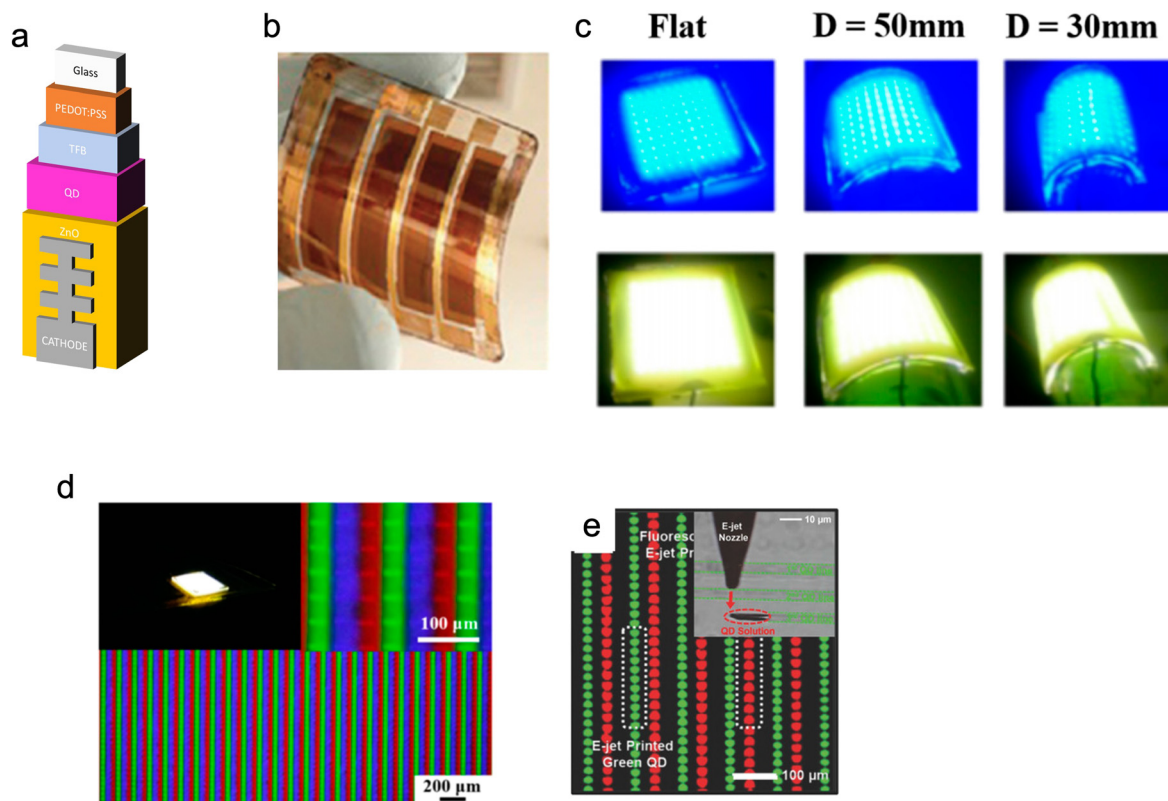 a
Glass
PEDOT:PSS
TFB
QD
ZnO
CATHODE
b
c
Flat
D = 50mm
D = 30mm
d
100 µm
200 µm
e
E-jet
Nozzle
10 µm
QD Solution
E-jet Printed
Green QD
100 µm